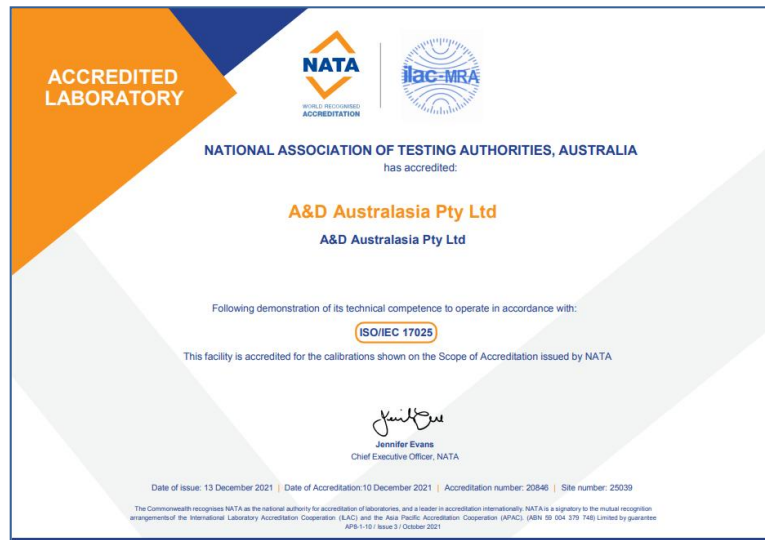 ACCREDITED
LABORATORY
NATA
WORLD RECOGNISED
ACCREDITATION
ilac-MRA
NATIONAL ASSOCIATION OF TESTING AUTHORITIES, AUSTRALIA
has accredited:
A&D Australasia Pty Ltd
A&D Australasia Pty Ltd
Following demonstration of its technical competence to operate in accordance with:
ISO/IEC 17025
This facility is accredited for the calibrations shown on the Scope of Accreditation issued by NATA
Jennifer Evans
Chief Executive Officer, NATA
Date of issue: 13 December 2021 | Date of Accreditation:10 December 2021 | Accreditation number: 20846 | Site number: 25039
The Commonwealth recognises NATA as the national authority for accreditation of laboratories, and a leader in accreditation internationally. NATA is a signatory to the mutual recognition
arrangementsof the International Laboratory Accreditation Cooperation (ILAC) and the Asia Pacific Accreditation Cooperation (APAC). (ABN 59 004 379 748) Limited by guarantee
AP8-1-10 / Issue 3 / October 2021